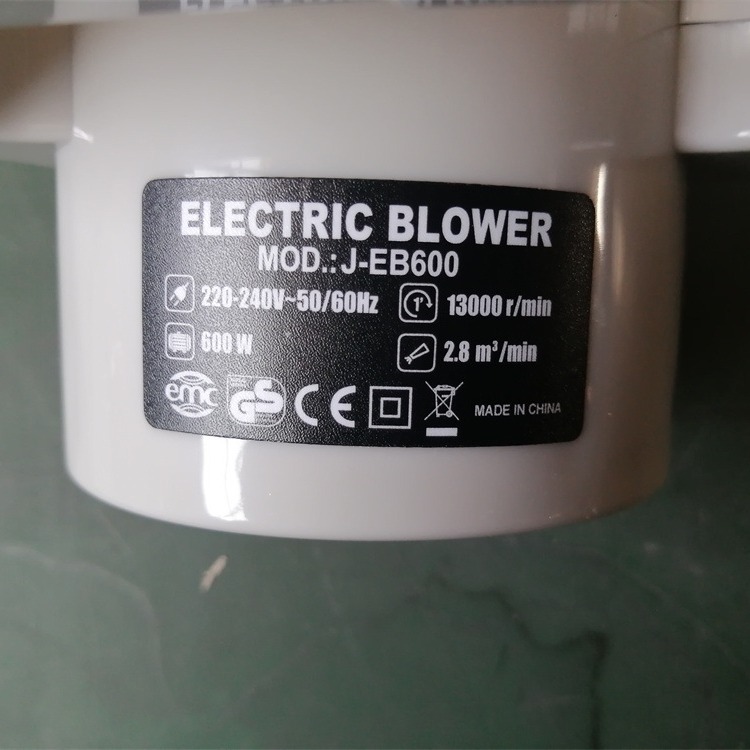 ELECTRIC BLOWER
MOD.: J-EB600
220-240V~50/60Hz
13000 r/min
600 W
2.8 m³/min
emc GS CE MADE IN CHINA